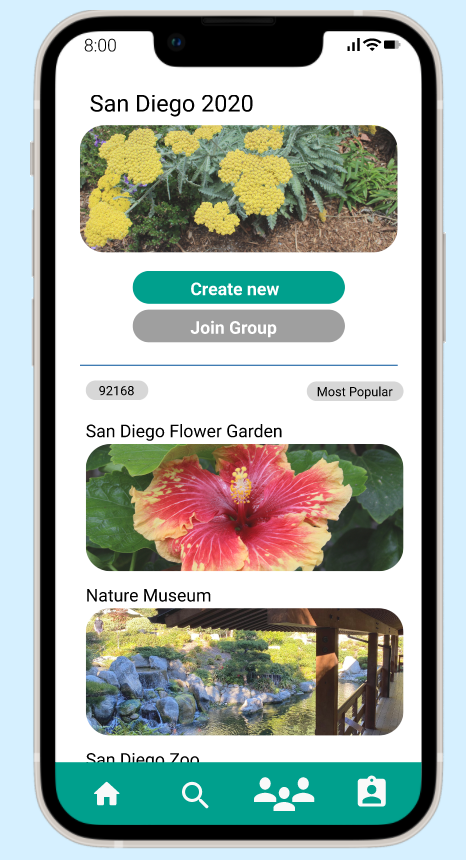 8:00
San Diego 2020
Create new
Join Group
92168
Most Popular
San Diego Flower Garden
Nature Museum
San Diego Zoo